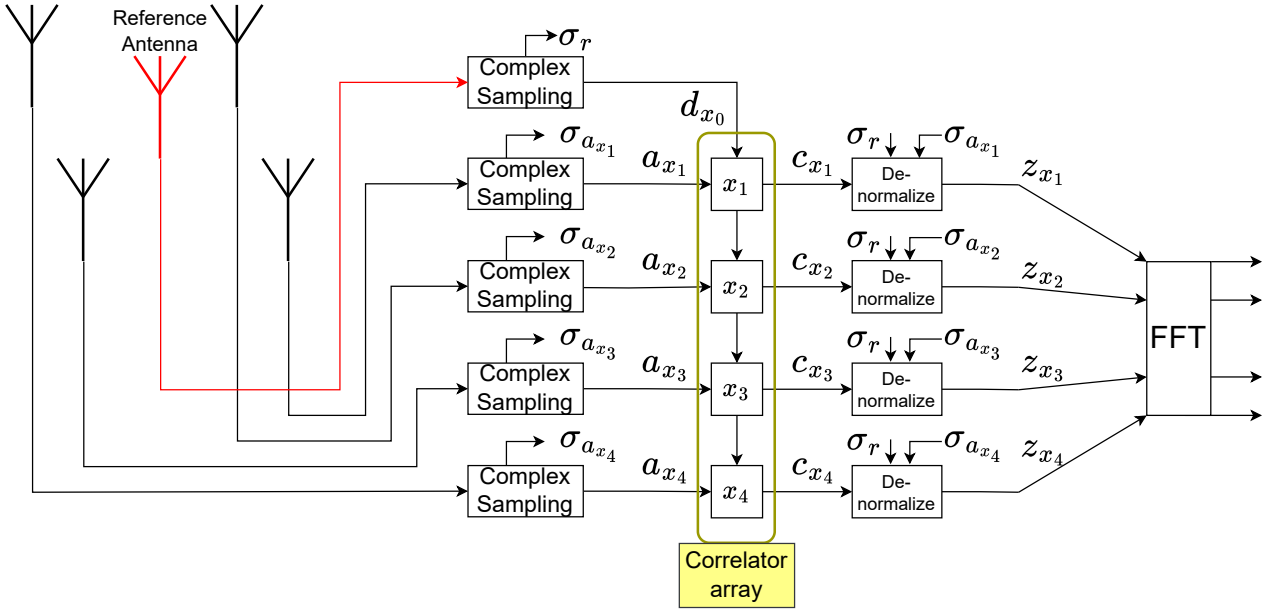 Reference
Antenna
σ_r
Complex
Sampling
d_{x_0}
σ_{a_{x_1}}
Complex
Sampling
a_{x_1}
x_1
c_{x_1}
σ_r σ_{a_{x_1}}
De-
normalize
z_{x_1}
σ_{a_{x_2}}
Complex
Sampling
a_{x_2}
x_2
c_{x_2}
σ_r σ_{a_{x_2}}
De-
normalize
z_{x_2}
σ_{a_{x_3}}
Complex
Sampling
a_{x_3}
x_3
c_{x_3}
σ_r σ_{a_{x_3}}
De-
normalize
z_{x_3}
σ_{a_{x_4}}
Complex
Sampling
a_{x_4}
x_4
c_{x_4}
σ_r σ_{a_{x_4}}
De-
normalize
z_{x_4}
FFT
Correlator
array